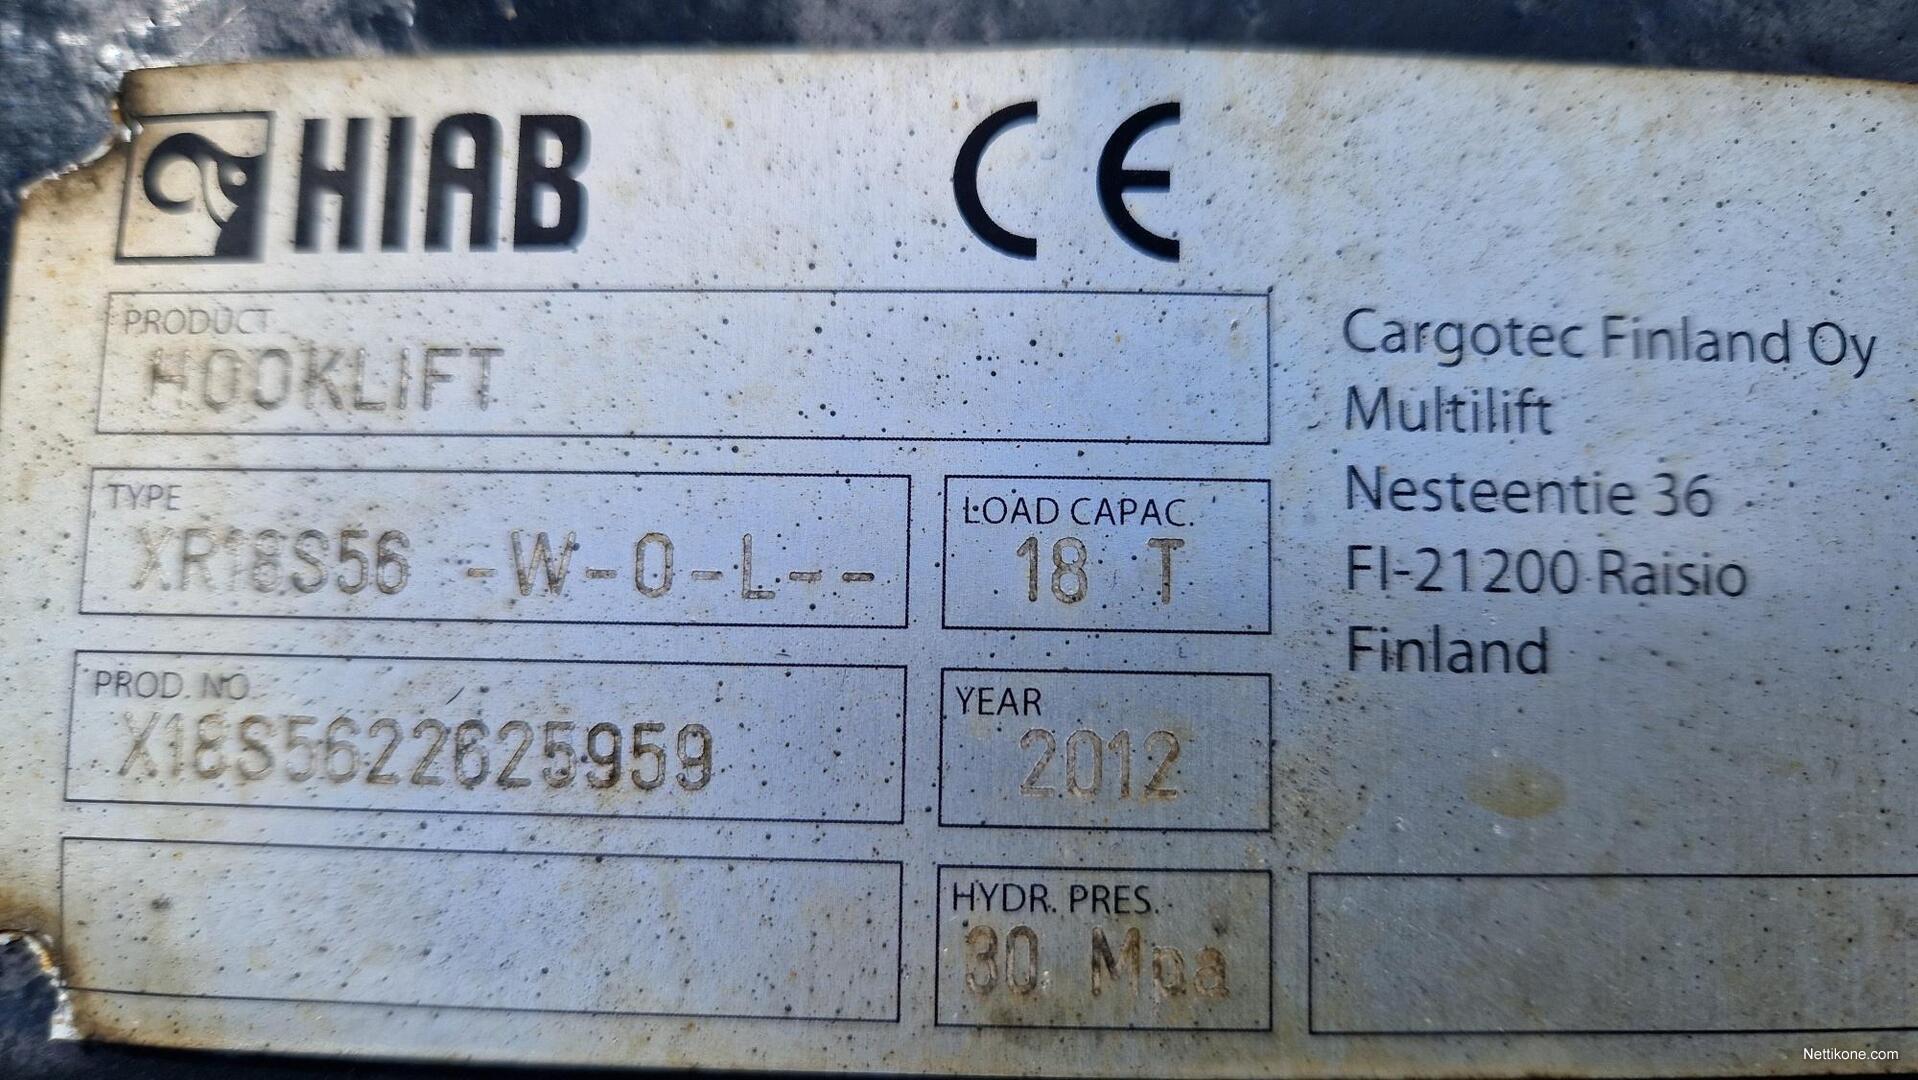 HIAB
CE
PRODUCT
HOOKLIFT
TYPE
XR18S56 -W-O-L--
LOAD CAPAC.
18 T
PROD. NO.
X18S5622625959
YEAR
2012
HYDR. PRES.
30 Mpa
Cargotec Finland Oy
Multilift
Nesteentie 36
FI-21200 Raisio
Finland
Nettikone.com